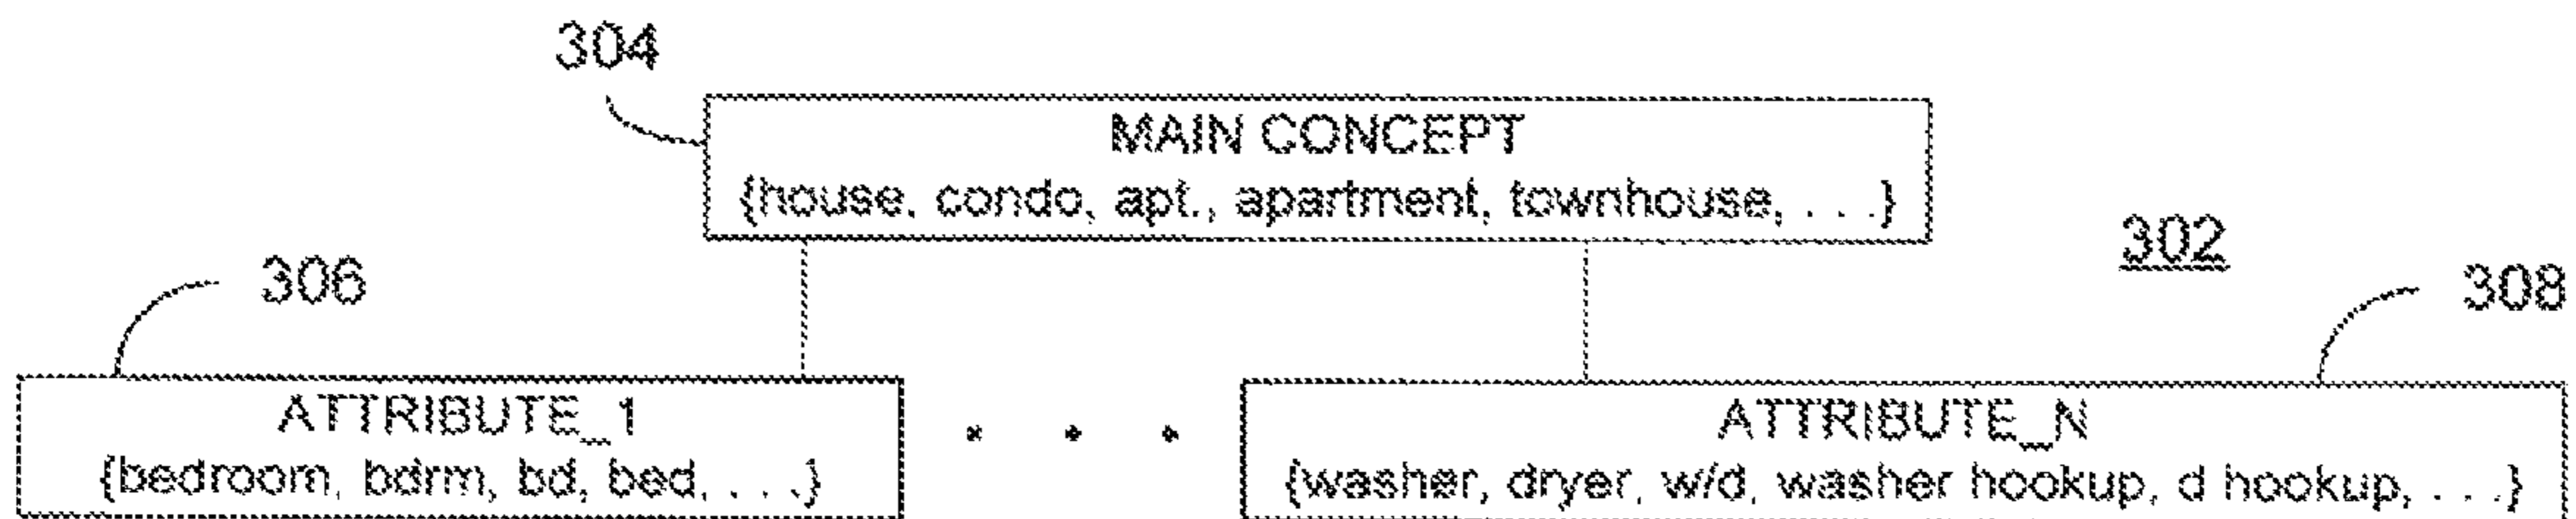 304
MAIN CONCEPT
{house, condo, apt., apartment, townhouse, . . .}
302
306
308
ATTRIBUTE_1
{bedroom, bdrm, bd, bed, . . .}
. . .
ATTRIBUTE_N
{washer, dryer, w/d, washer hookup, d hookup, . . .}